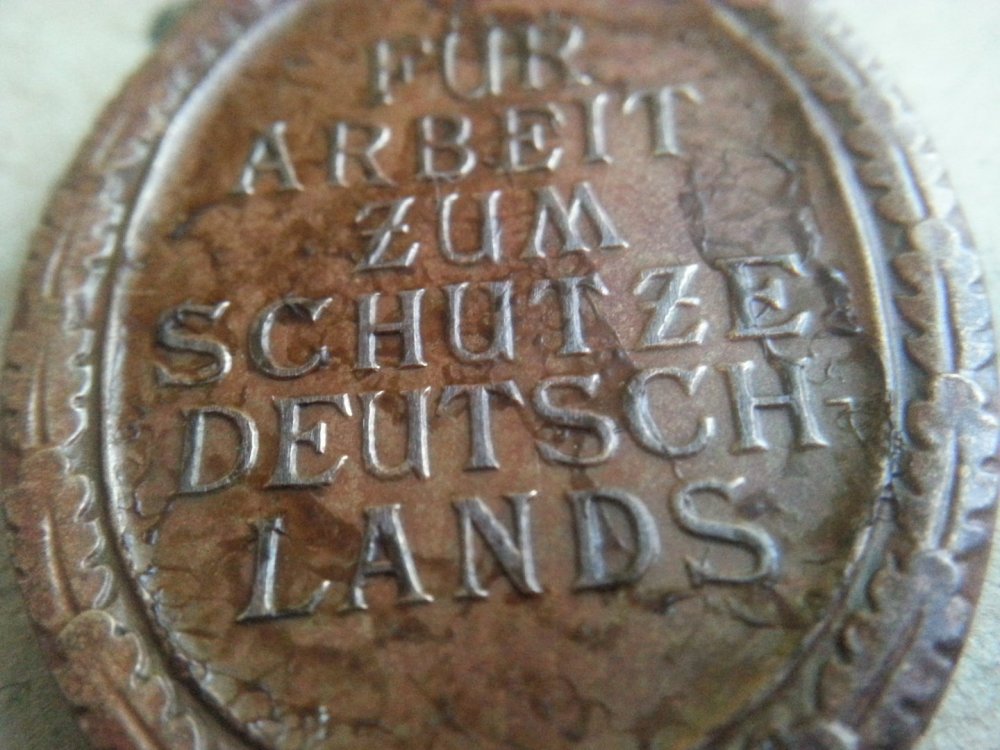 FÜR
ARBEIT
ZUM
SCHUTZE
DEUTSCH-
LANDS